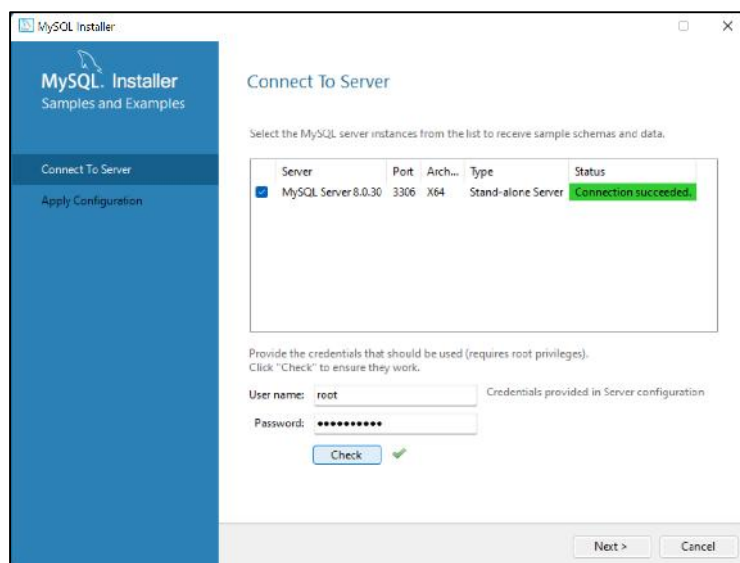 MySQL Installer
MySQL. Installer
Samples and Examples
Connect To Server
Apply Configuration
Connect To Server
Select the MySQL server instances from the list to receive sample schemas and data.
Server Port Arch... Type Status
MySQL Server 8.0.30 3306 X64 Stand-alone Server Connection succeeded.
Provide the credentials that should be used (requires root privileges).
Click "Check" to ensure they work.
User name: root Credentials provided in Server configuration
Password: ••••••••••
Check
Next > Cancel